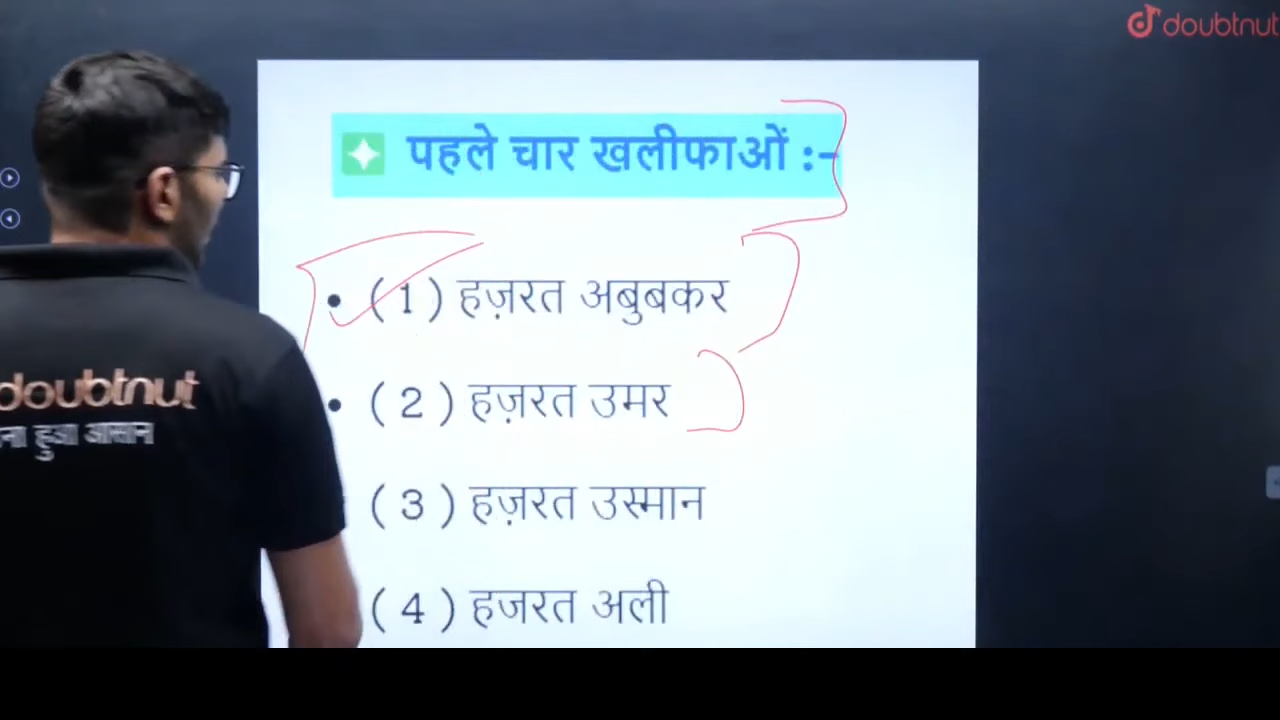 doubtnut
पहले चार खलीफाओं :-
• ( 1 ) हज़रत अबुबकर
• ( 2 ) हज़रत उमर
( 3 ) हज़रत उस्मान
( 4 ) हजरत अली
doubtnut
हुआ आसान